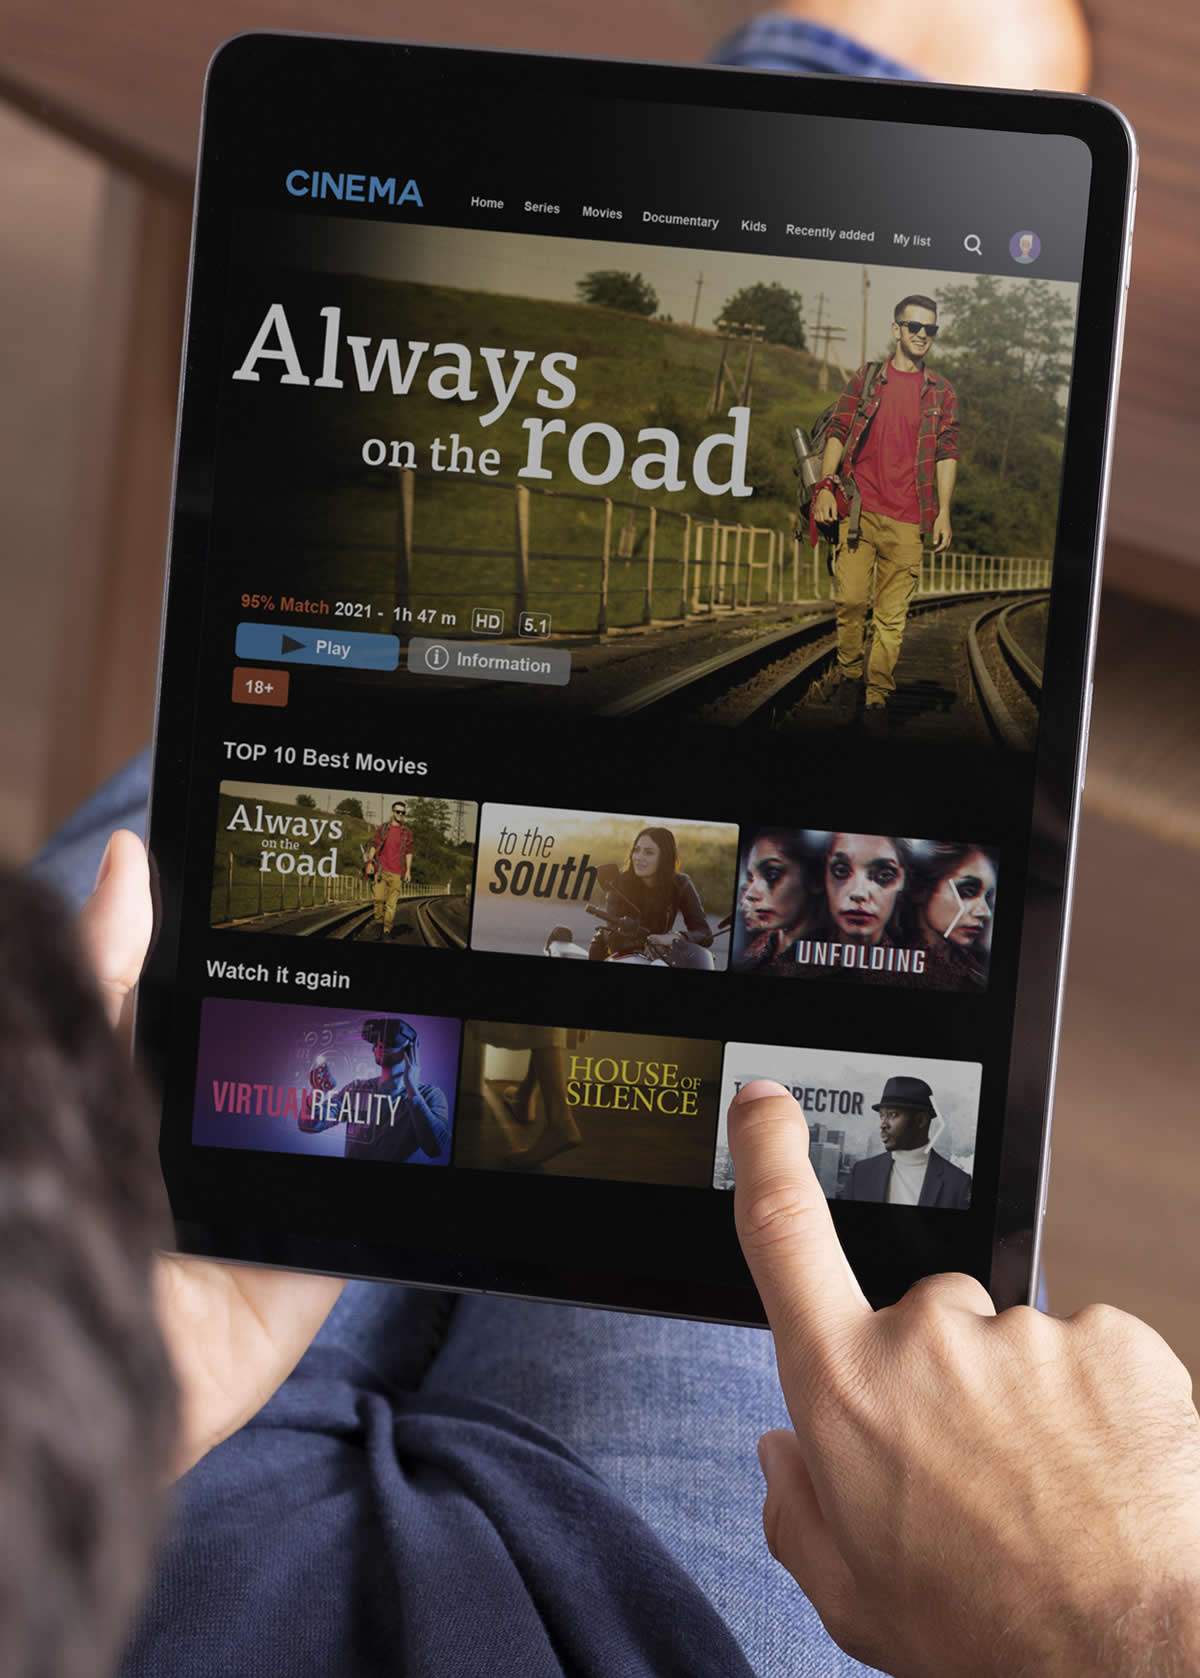 CINEMA
Home Series Movies Documentary Kids Recently added My list
Always
on the road
95% Match 2021 - 1h 47 m HD 5.1
Play
Information
18+
TOP 10 Best Movies
Always
on the
road
to the
south
UNFOLDING
Watch it again
VIRTUAL REALITY
HOUSE OF
SILENCE